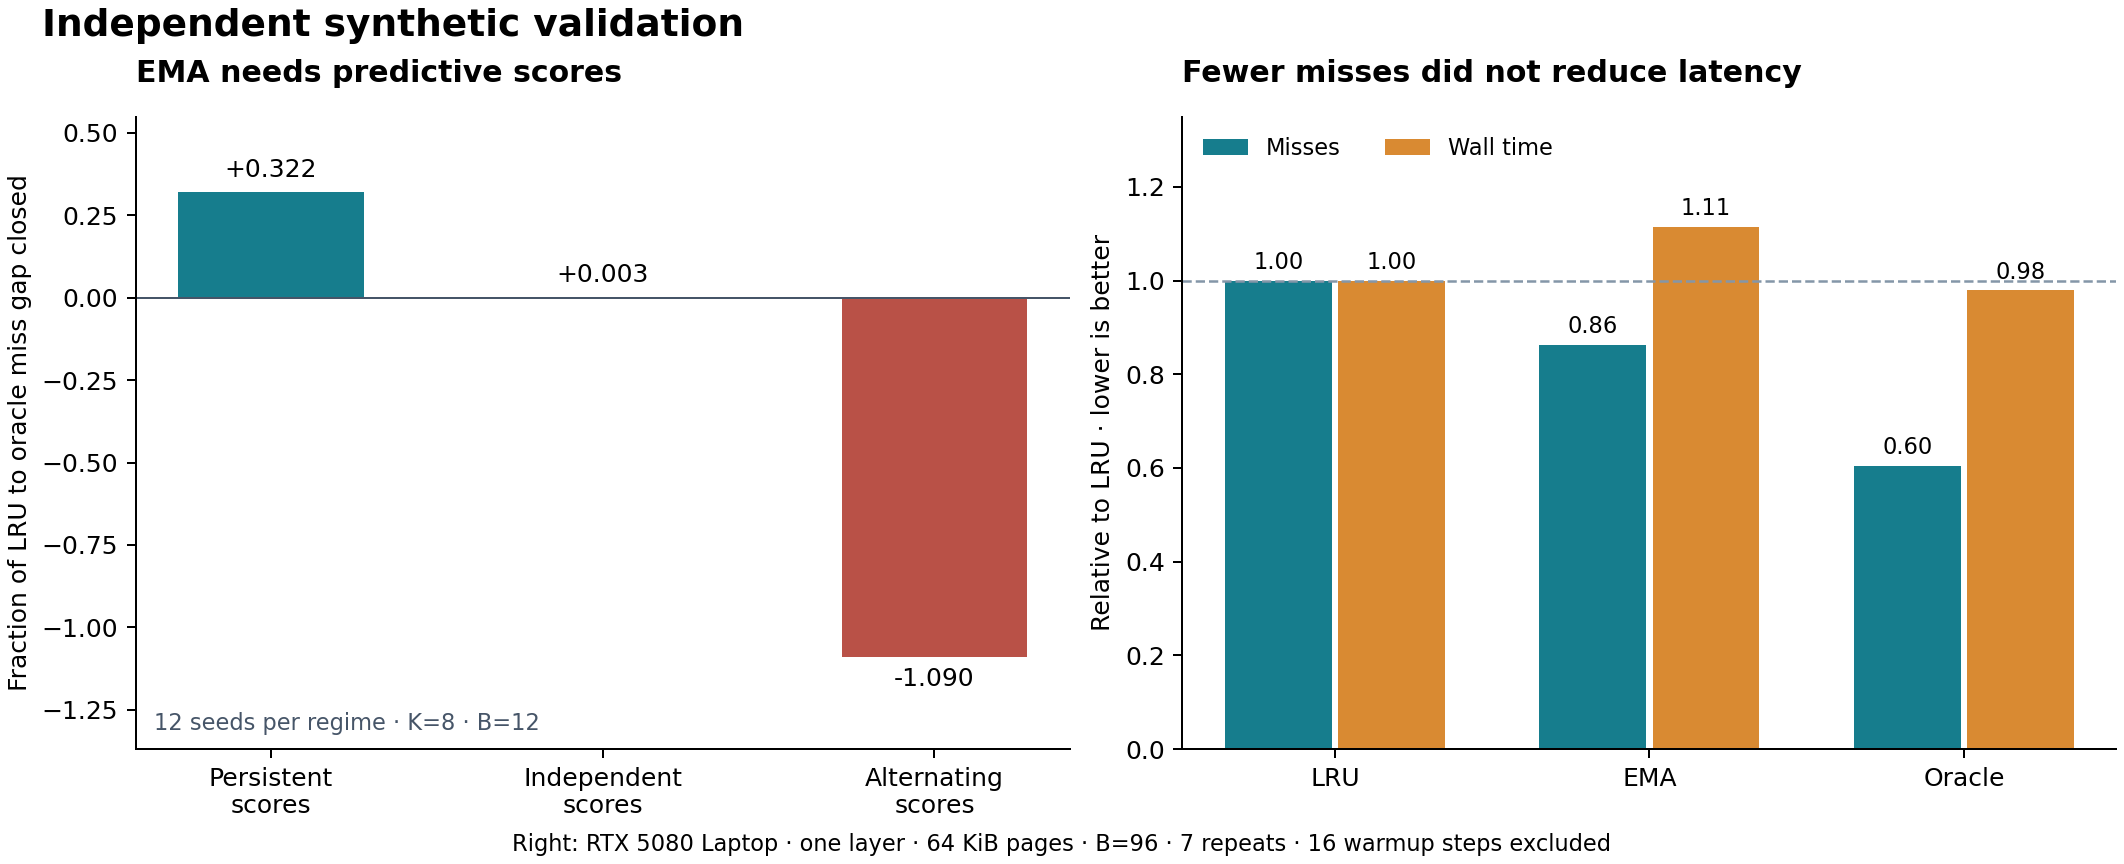 Independent synthetic validation
EMA needs predictive scores
Fraction of LRU to oracle miss gap closed
0.50
0.25
0.00
−0.25
−0.50
−0.75
−1.00
−1.25
+0.322
+0.003
-1.090
12 seeds per regime · K=8 · B=12
Persistent
scores
Independent
scores
Alternating
scores
Fewer misses did not reduce latency
Relative to LRU · lower is better
Misses
Wall time
1.2
1.0
0.8
0.6
0.4
0.2
0.0
1.00
1.00
0.86
1.11
0.60
0.98
LRU
EMA
Oracle
Right: RTX 5080 Laptop · one layer · 64 KiB pages · B=96 · 7 repeats · 16 warmup steps excluded